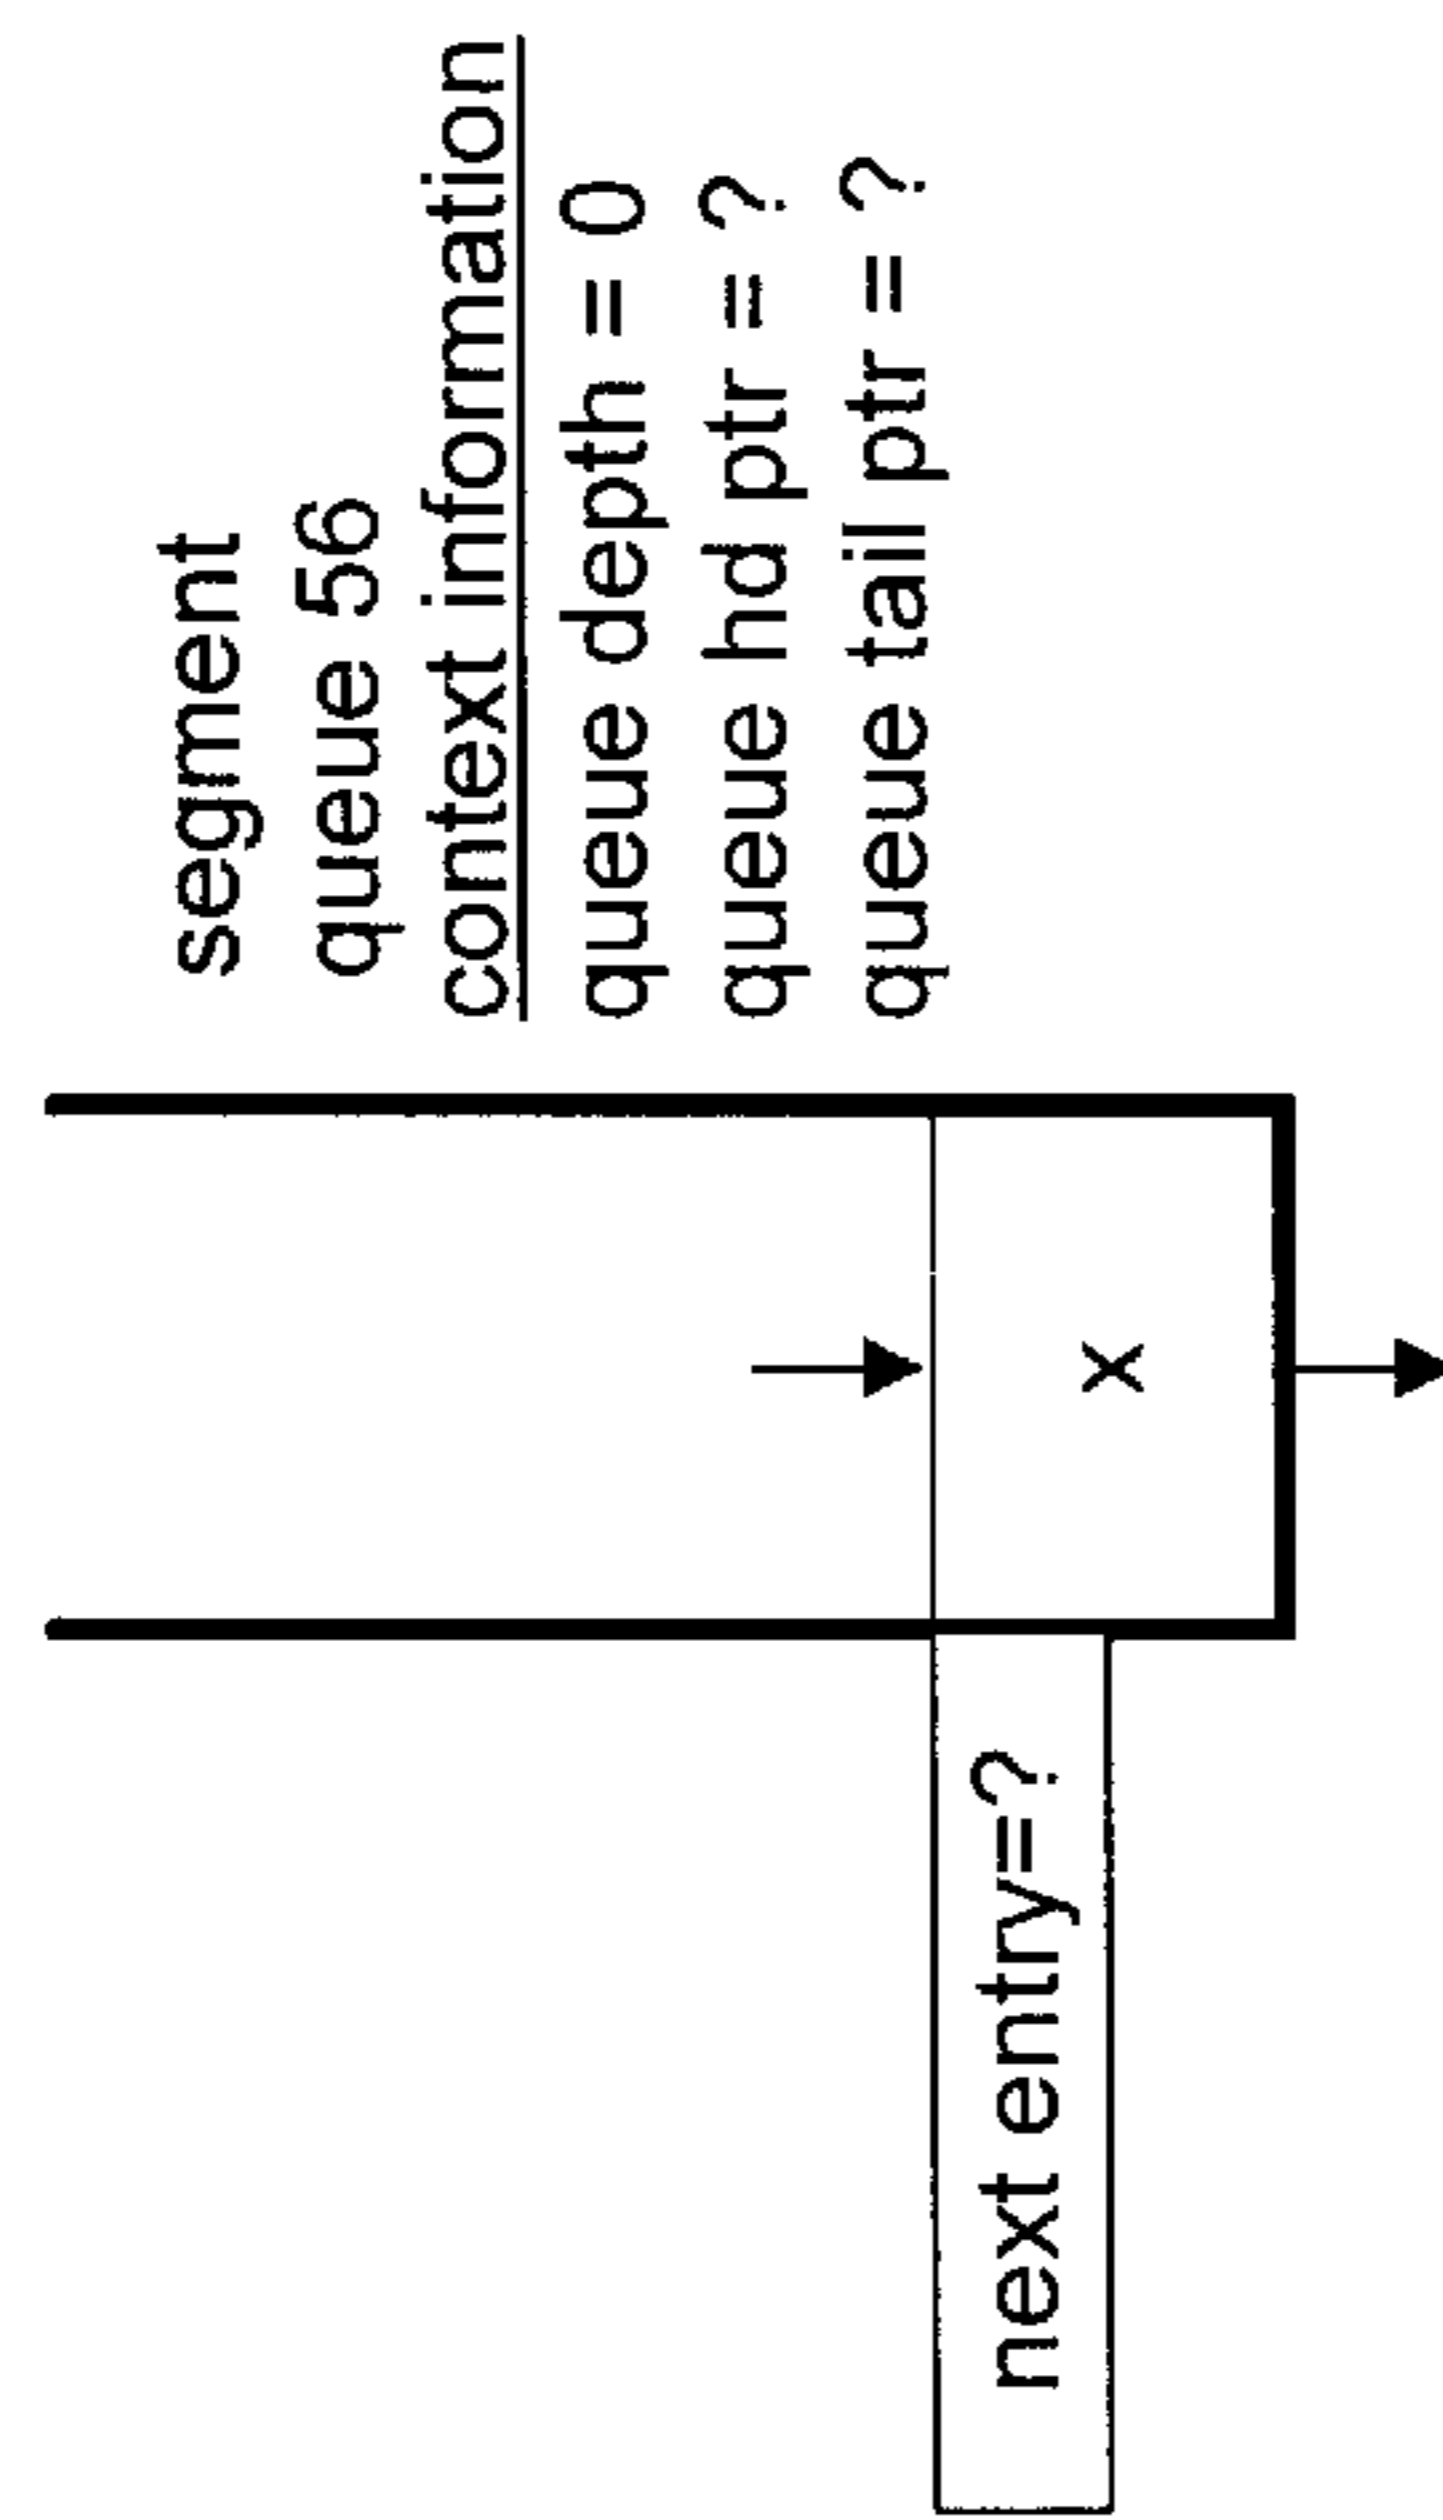 segment
queue 56
context information
queue depth = 0
queue hd ptr = ?
queue tail ptr = ?
next entry=?
x